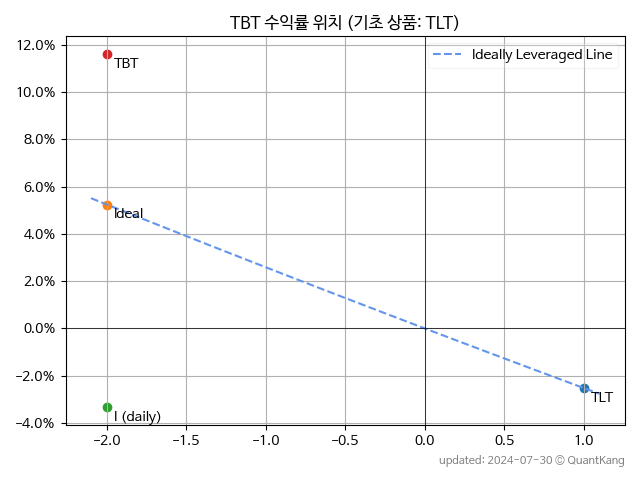 TBT 수익률 위치 (기초 상품: TLT)
12.0%
10.0%
8.0%
6.0%
4.0%
2.0%
0.0%
−2.0%
−4.0%
Ideally Leveraged Line
TBT
Ideal
TLT
I (daily)
−2.0 −1.5 −1.0 −0.5 0.0 0.5 1.0
updated: 2024-07-30 © QuantKang